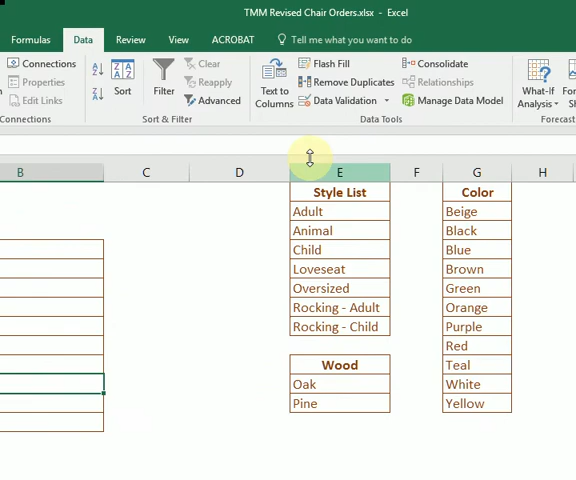 TMM Revised Chair Orders.xlsx - Excel
Formulas
Data
Review
View
ACROBAT
Tell me what you want to do
Connections
Properties
Edit Links
Connections
Sort
Filter
Clear
Reapply
Advanced
Sort & Filter
Text to
Columns
Flash Fill
Remove Duplicates
Data Validation
Consolidate
Relationships
Manage Data Model
Data Tools
What-If
Analysis
Forecast
B C D E F G H
Style List
Adult
Animal
Child
Loveseat
Oversized
Rocking - Adult
Rocking - Child
Wood
Oak
Pine
Color
Beige
Black
Blue
Brown
Green
Orange
Purple
Red
Teal
White
Yellow